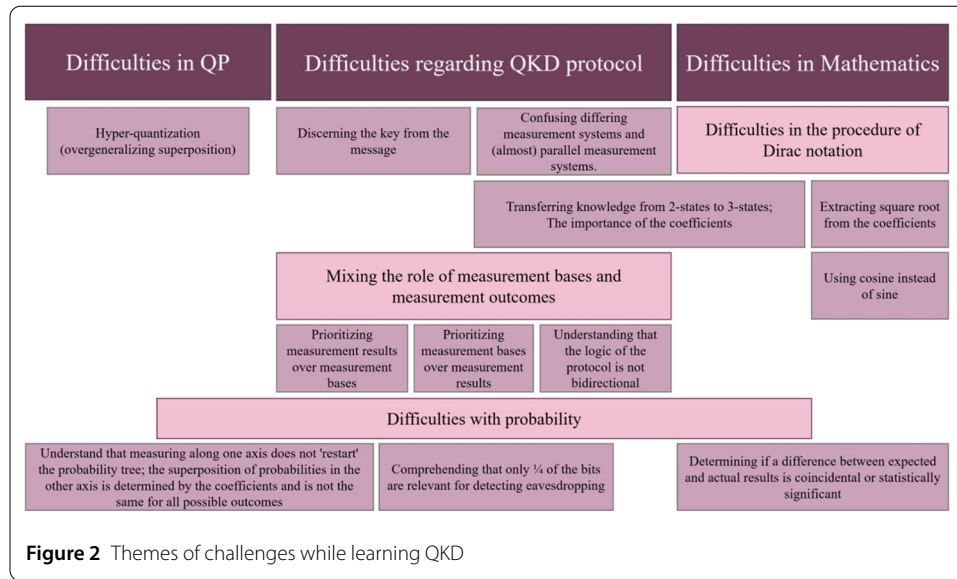 Difficulties in QP
Difficulties regarding QKD protocol
Difficulties in Mathematics
Hyper-quantization
(overgeneralizing superposition)
Discerning the key from the
message
Confusing differing
measurement systems and
(almost) parallel measurement
systems.
Difficulties in the procedure of
Dirac notation
Transferring knowledge from 2-states to 3-states;
The importance of the coefficients
Extracting square root
from the coefficients
Mixing the role of measurement bases and
measurement outcomes
Using cosine instead
of sine
Prioritizing
measurement results
over measurement
bases
Prioritizing
measurement bases
over measurement
results
Understanding that
the logic of the
protocol is not
bidirectional
Difficulties with probability
Understand that measuring along one axis does not 'restart'
the probability tree; the superposition of probabilities in the
other axis is determined by the coefficients and is not the
same for all possible outcomes
Comprehending that only ¼ of the bits
are relevant for detecting eavesdropping
Determining if a difference between expected
and actual results is coincidental or statistically
significant
Figure 2 Themes of challenges while learning QKD